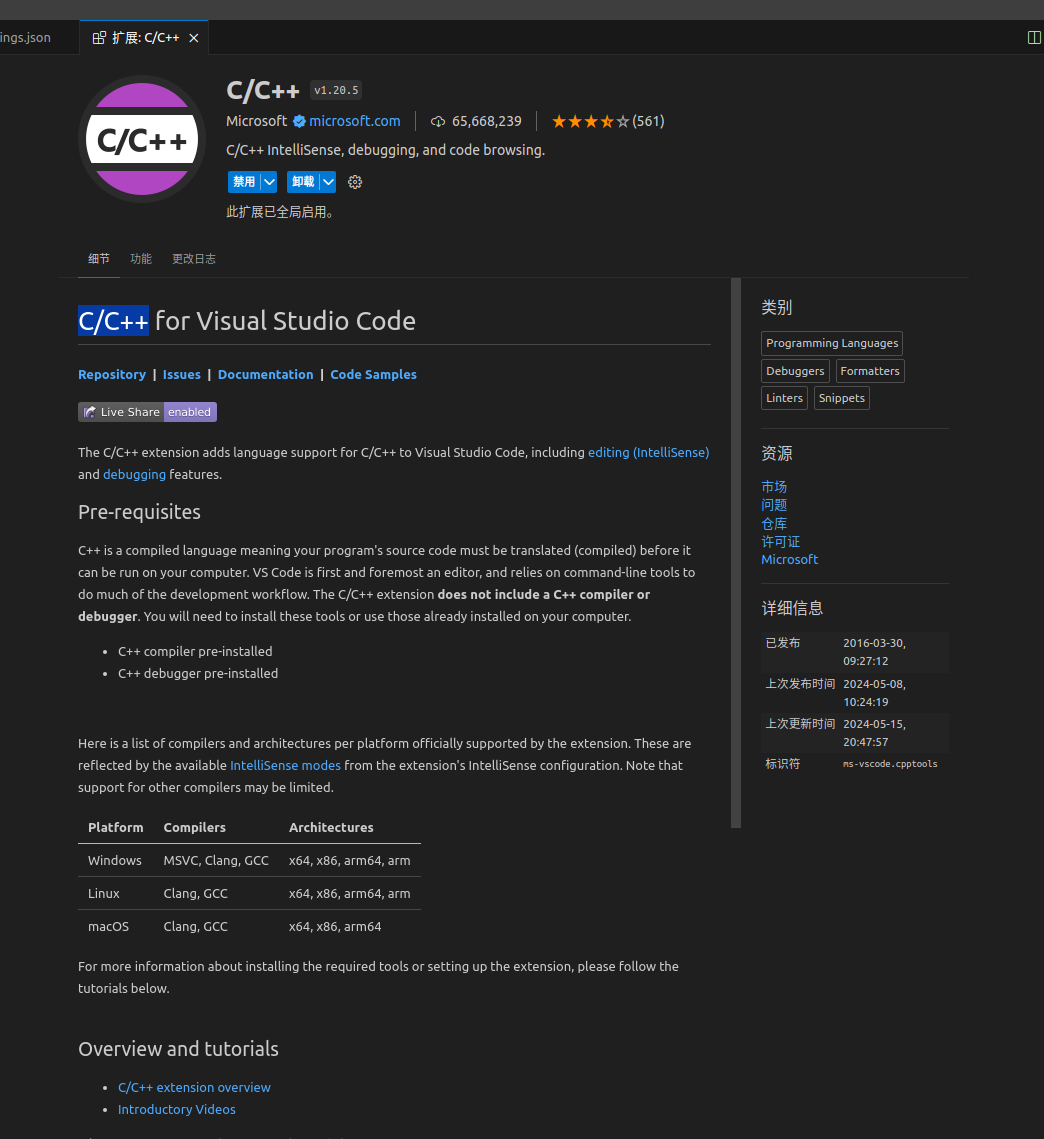 ings.json
扩展: C/C++
C/C++
C/C++ v1.20.5
Microsoft microsoft.com 65,668,239 (561)
C/C++ IntelliSense, debugging, and code browsing.
禁用 卸载
此扩展已全局启用。
细节 功能 更改日志
C/C++ for Visual Studio Code
Repository | Issues | Documentation | Code Samples
Live Share enabled
The C/C++ extension adds language support for C/C++ to Visual Studio Code, including editing (IntelliSense)
and debugging features.
Pre-requisites
C++ is a compiled language meaning your program's source code must be translated (compiled) before it
can be run on your computer. VS Code is first and foremost an editor, and relies on command-line tools to
do much of the development workflow. The C/C++ extension does not include a C++ compiler or
debugger. You will need to install these tools or use those already installed on your computer.
• C++ compiler pre-installed
• C++ debugger pre-installed
Here is a list of compilers and architectures per platform officially supported by the extension. These are
reflected by the available IntelliSense modes from the extension's IntelliSense configuration. Note that
support for other compilers may be limited.
Platform Compilers Architectures
Windows MSVC, Clang, GCC x64, x86, arm64, arm
Linux Clang, GCC x64, x86, arm64, arm
macOS Clang, GCC x64, x86, arm64
For more information about installing the required tools or setting up the extension, please follow the
tutorials below.
Overview and tutorials
• C/C++ extension overview
• Introductory Videos
类别
Programming Languages
Debuggers Formatters
Linters Snippets
资源
市场
问题
仓库
许可证
Microsoft
详细信息
已发布 2016-03-30,
09:27:12
上次发布时间 2024-05-08,
10:24:19
上次更新时间 2024-05-15,
20:47:57
标识符 ms-vscode.cpptools